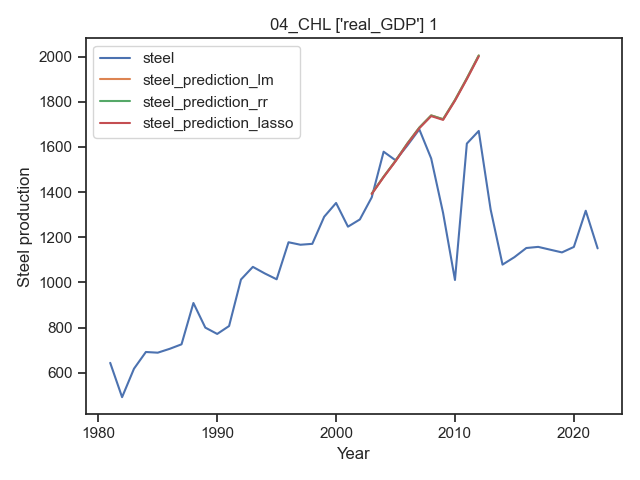 04_CHL ['real_GDP'] 1
steel
steel_prediction_lm
steel_prediction_rr
steel_prediction_lasso
2000
1800
1600
1400
1200
1000
800
600
Steel production
1980
1990
2000
2010
2020
Year